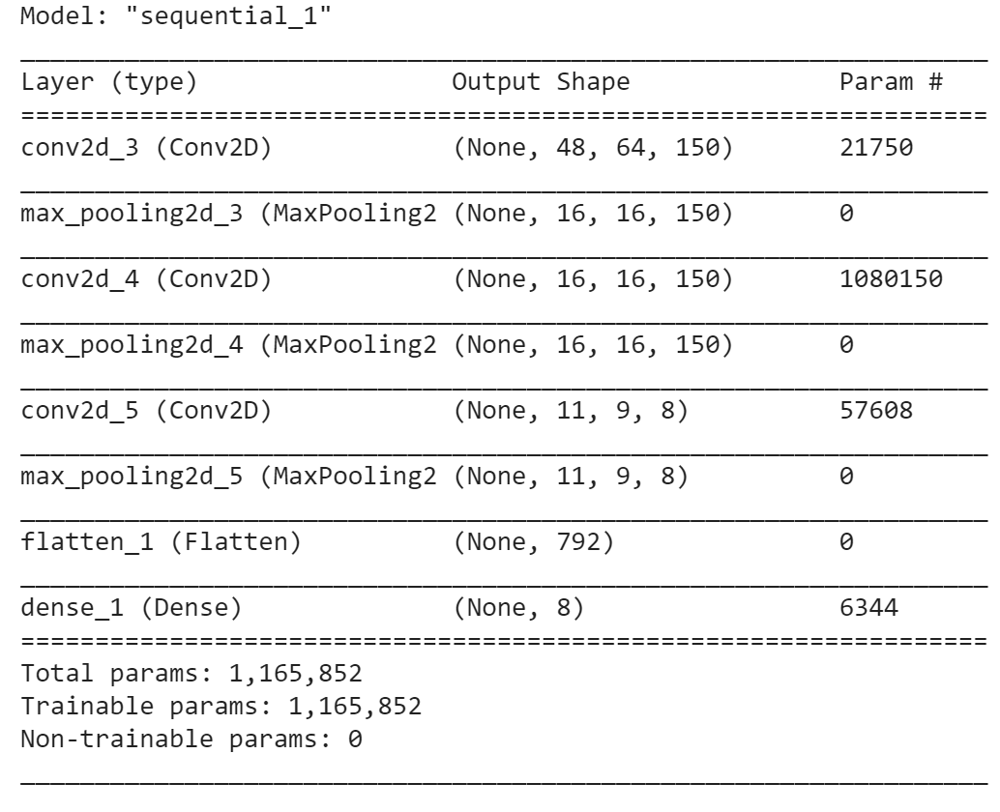 Model: "sequential_1"
_________________________________________________________________
Layer (type)                 Output Shape              Param #
=================================================================
conv2d_3 (Conv2D)            (None, 48, 64, 150)       21750
_________________________________________________________________
max_pooling2d_3 (MaxPooling2 (None, 16, 16, 150)       0
_________________________________________________________________
conv2d_4 (Conv2D)            (None, 16, 16, 150)       1080150
_________________________________________________________________
max_pooling2d_4 (MaxPooling2 (None, 16, 16, 150)       0
_________________________________________________________________
conv2d_5 (Conv2D)            (None, 11, 9, 8)          57608
_________________________________________________________________
max_pooling2d_5 (MaxPooling2 (None, 11, 9, 8)          0
_________________________________________________________________
flatten_1 (Flatten)          (None, 792)               0
_________________________________________________________________
dense_1 (Dense)              (None, 8)                 6344
=================================================================
Total params: 1,165,852
Trainable params: 1,165,852
Non-trainable params: 0
_________________________________________________________________